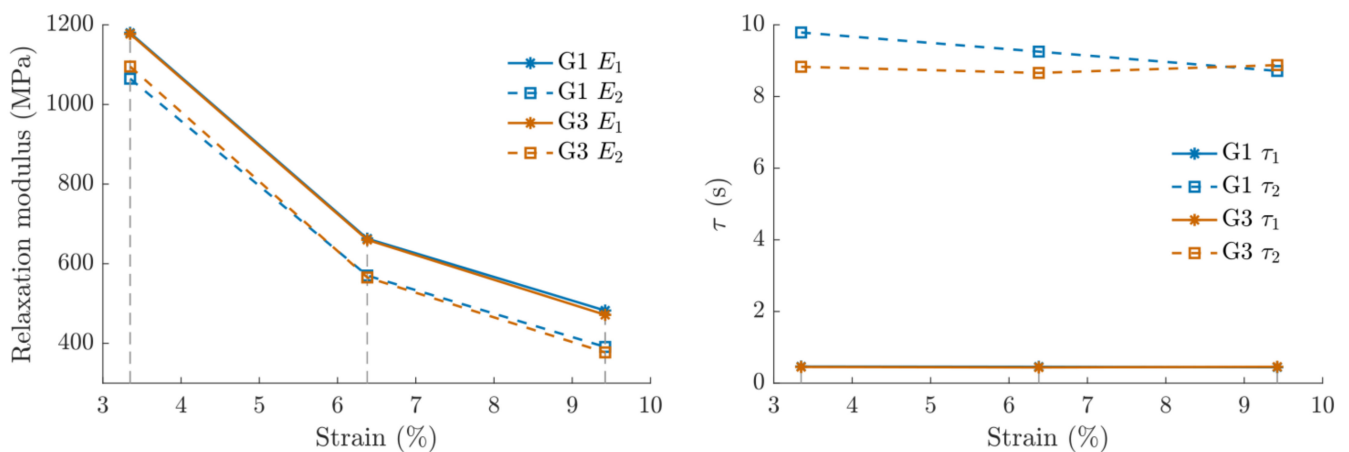 Relaxation modulus (MPa)
1200
1000
800
600
400
3 4 5 6 7 8 9 10
Strain (%)
G1 E₁
G1 E₂
G3 E₁
G3 E₂
τ (s)
10
8
6
4
2
0
3 4 5 6 7 8 9 10
Strain (%)
G1 τ₁
G1 τ₂
G3 τ₁
G3 τ₂